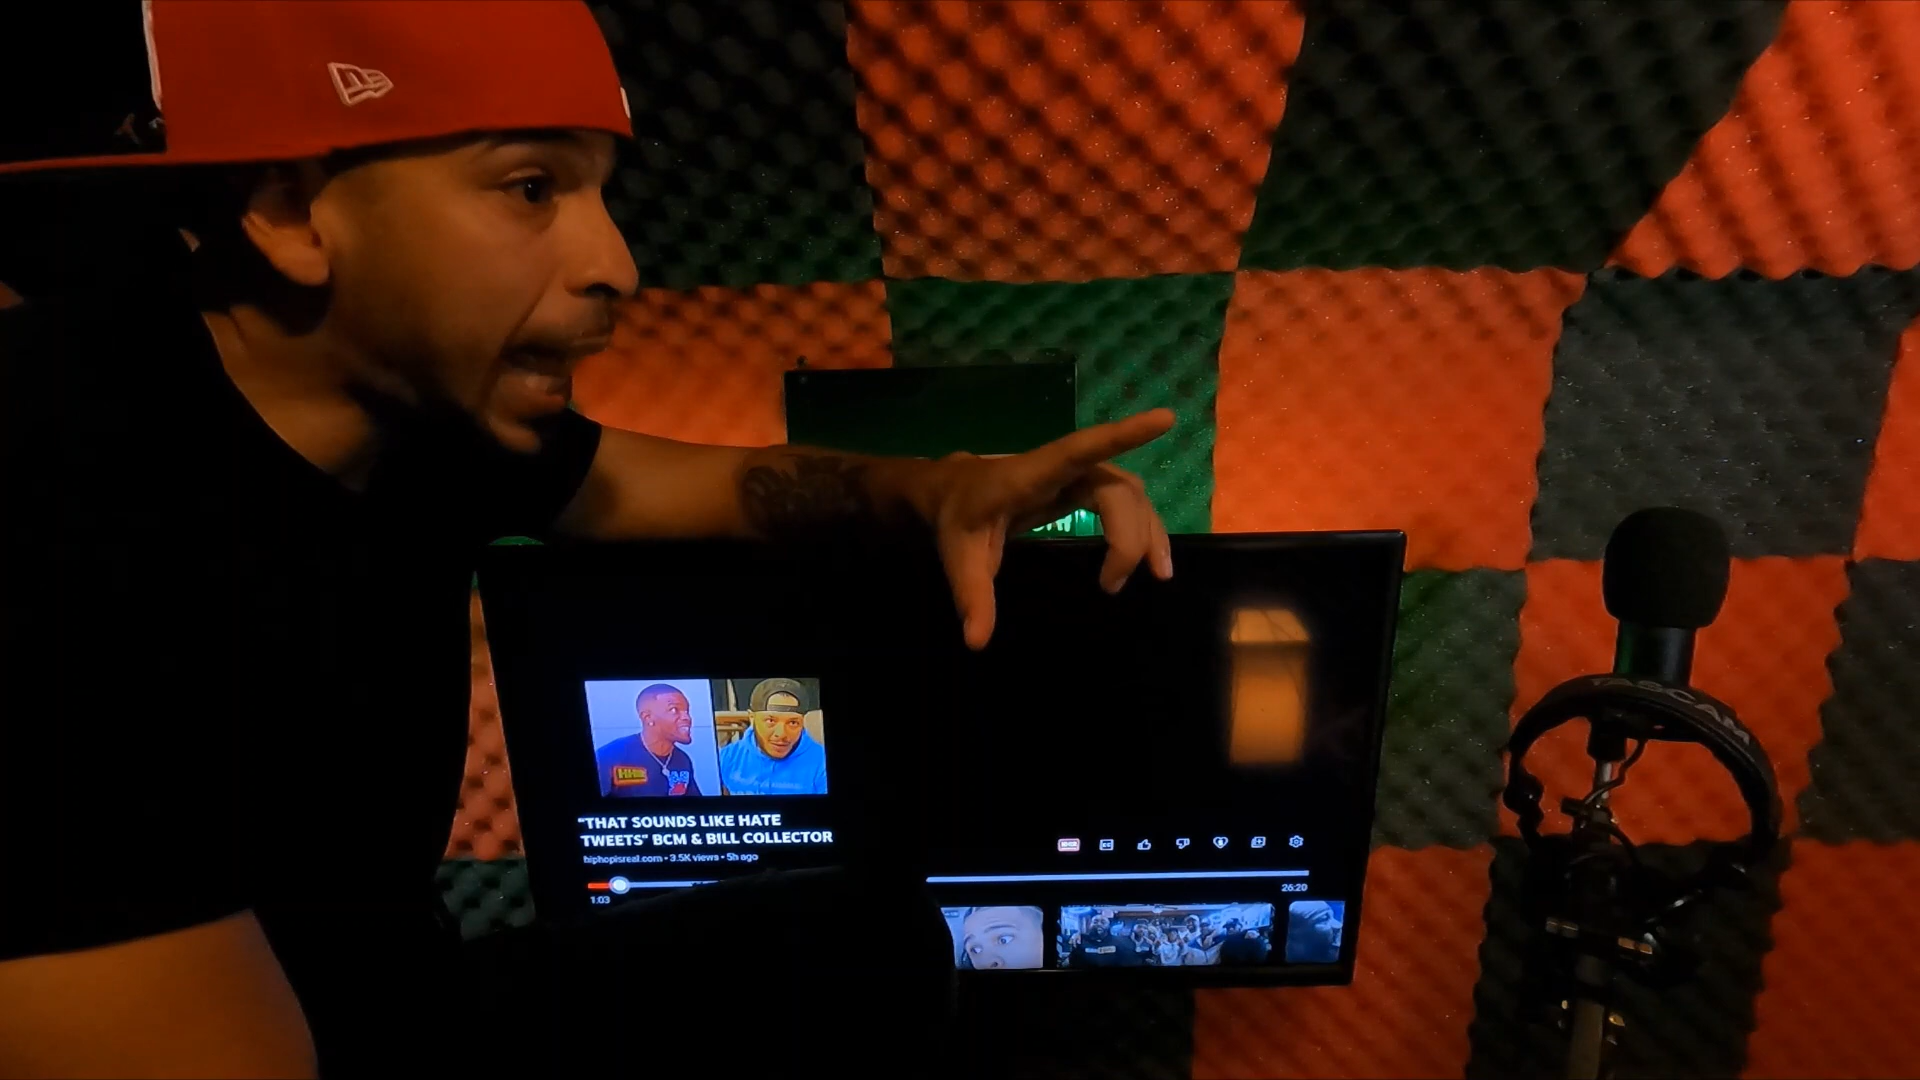 "THAT SOUNDS LIKE HATE
TWEETS" BCM & BILL COLLECTOR
hiphopisreal.com • 3.5K views • 5h ago
1:03
26:20
TASCAM